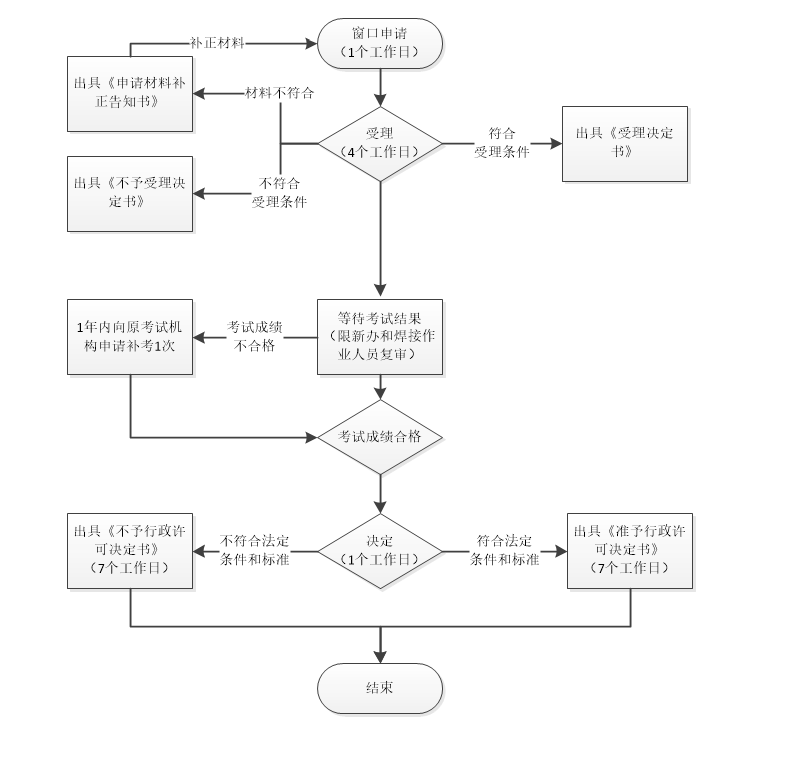 窗口申请
（1个工作日）
补正材料
出具《申请材料补
正告知书》
材料不符合
受理
（4个工作日）
符合
受理条件
出具《受理决定
书》
出具《不予受理决
定书》
不符合
受理条件
1年内向原考试机
构申请补考1次
考试成绩
不合格
等待考试结果
（限新办和焊接作
业人员复审）
考试成绩合格
出具《不予行政许
可决定书》
（7个工作日）
不符合法定
条件和标准
决定
（1个工作日）
符合法定
条件和标准
出具《准予行政许
可决定书》
（7个工作日）
结束